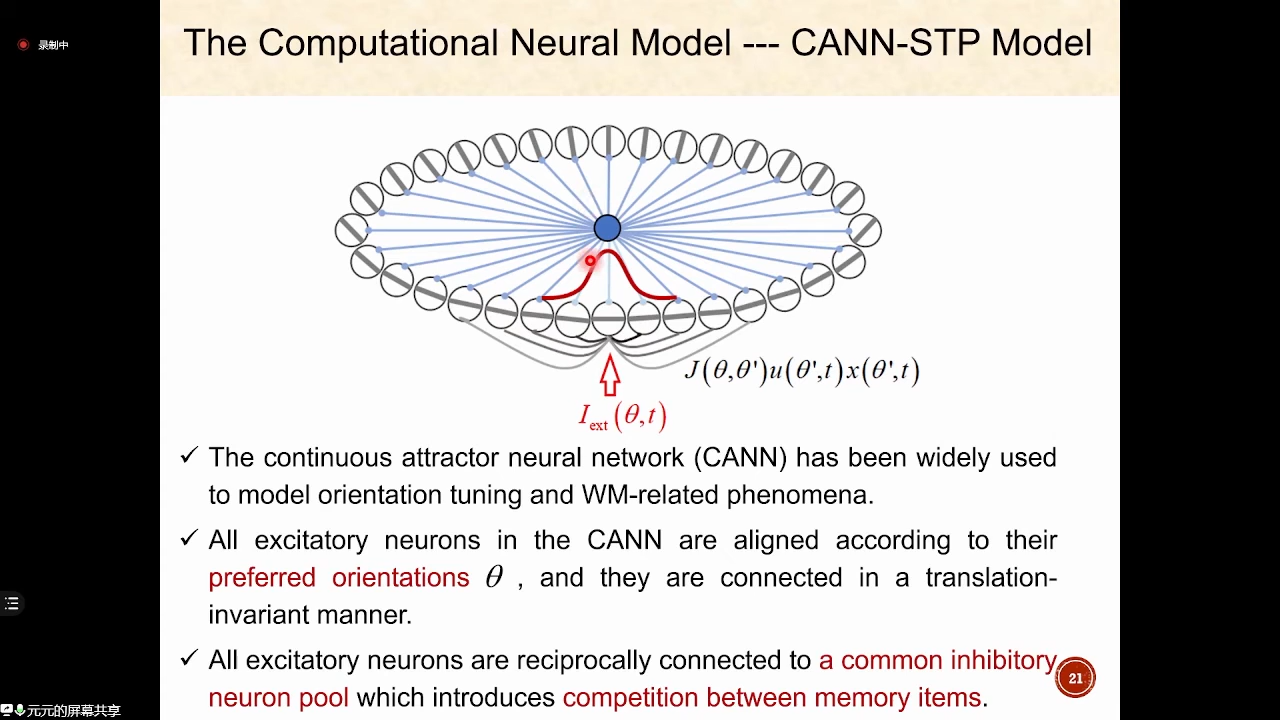 The Computational Neural Model --- CANN-STP Model
录制中
J(θ,θ')u(θ',t)x(θ',t)
I_ext(θ,t)
✓ The continuous attractor neural network (CANN) has been widely used
to model orientation tuning and WM-related phenomena.
✓ All excitatory neurons in the CANN are aligned according to their
preferred orientations θ , and they are connected in a translation-
invariant manner.
✓ All excitatory neurons are reciprocally connected to a common inhibitory
neuron pool which introduces competition between memory items.
21
元元的屏幕共享